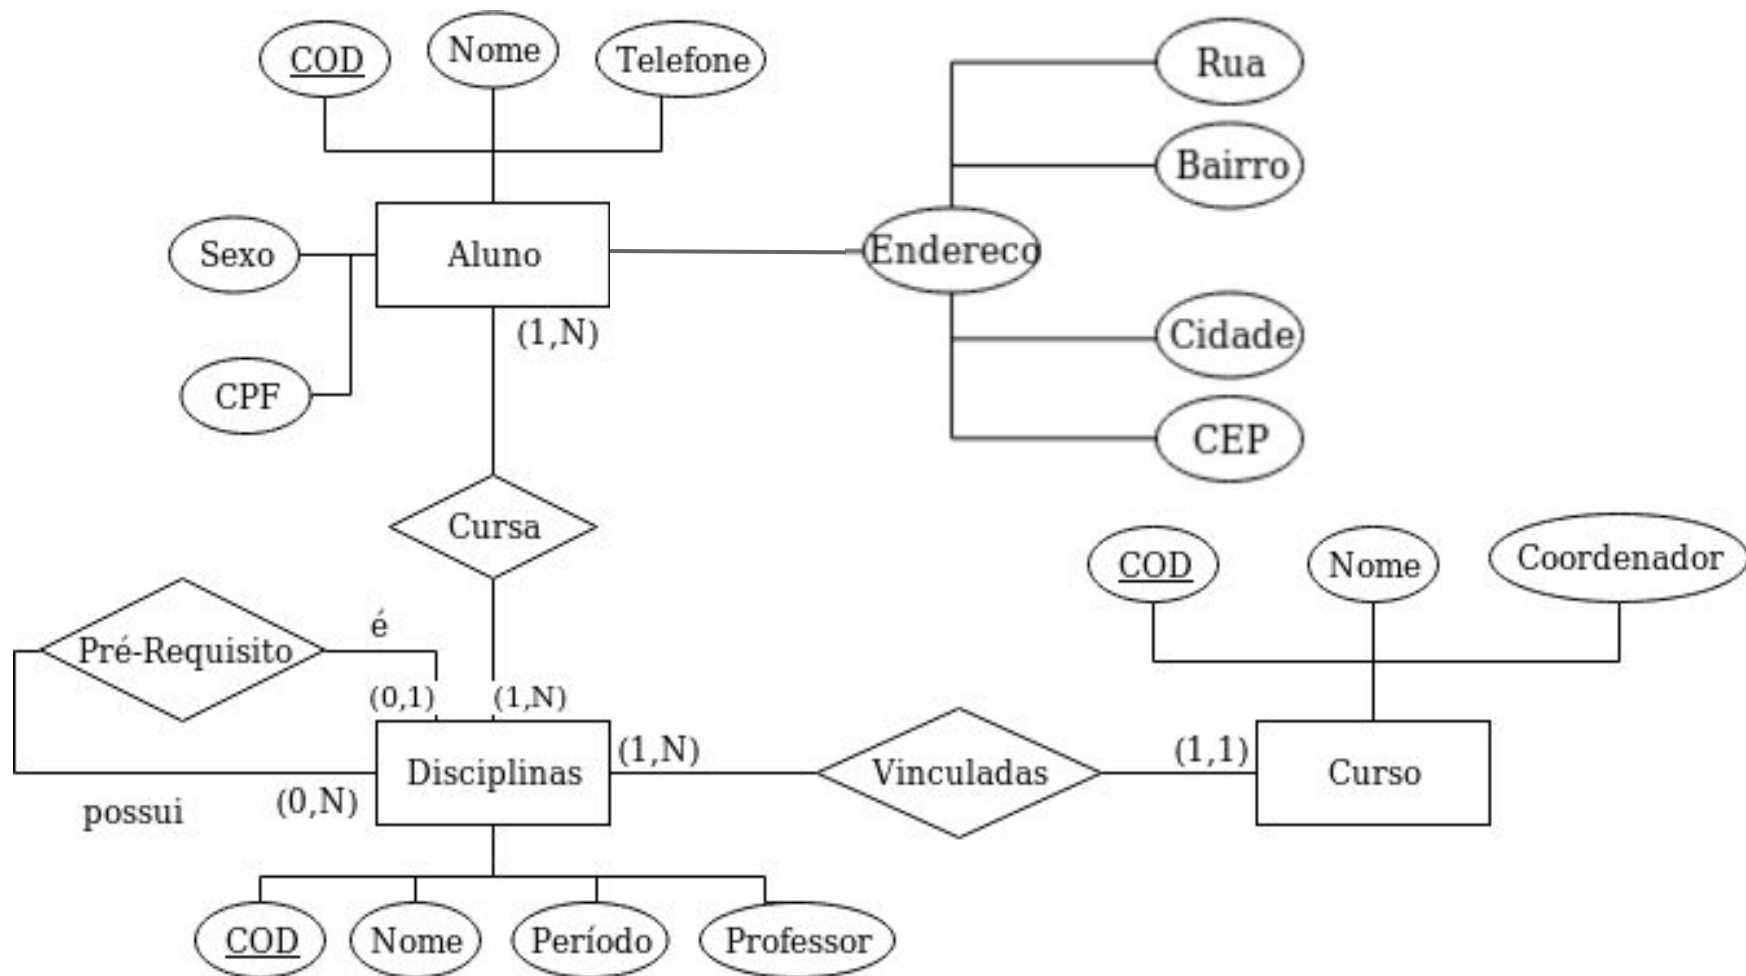 COD
Nome
Telefone
Rua
Bairro
Sexo
Aluno
Endereco
(1,N)
Cidade
CPF
CEP
Cursa
COD
Nome
Coordenador
é
Pré-Requisito
(0,1)
(1,N)
(1,N)
(1,1)
Disciplinas
Vinculadas
Curso
possui
(0,N)
COD
Nome
Período
Professor